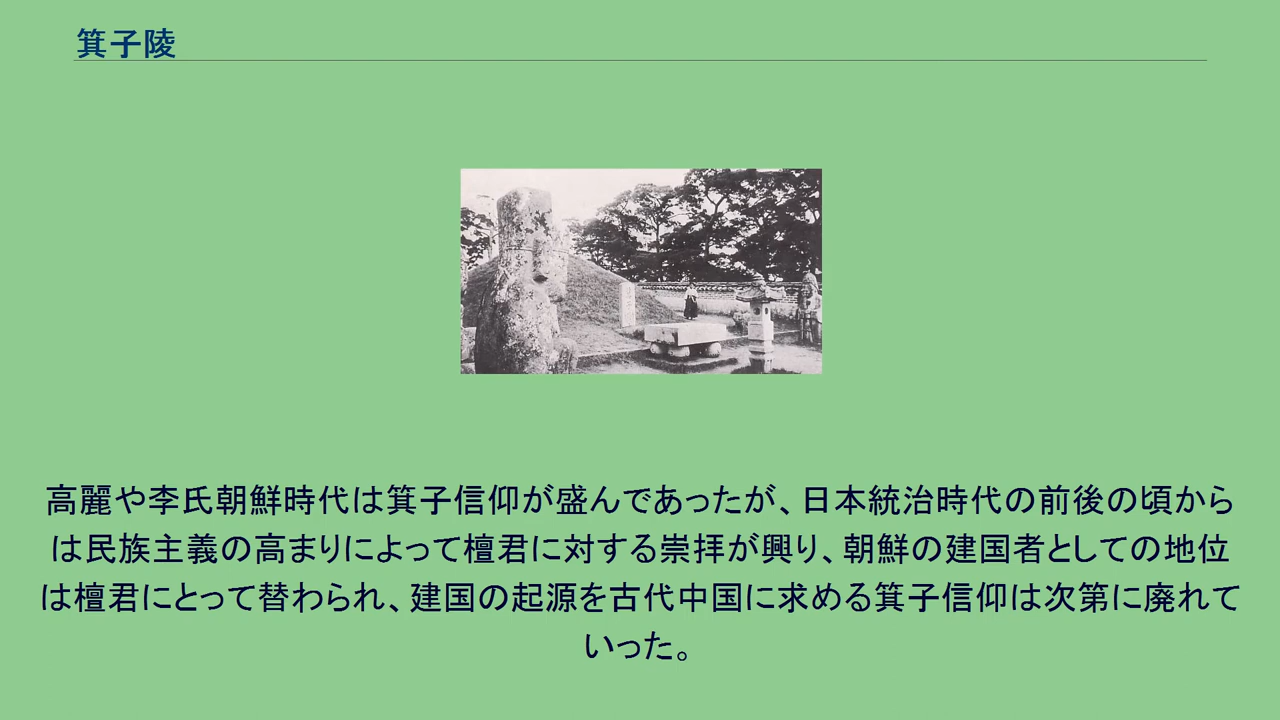 箕子陵
高麗や李氏朝鮮時代は箕子信仰が盛んであったが、日本統治時代の前後の頃から
は民族主義の高まりによって檀君に対する崇拝が興り、朝鮮の建国者としての地位
は檀君にとって替わられ、建国の起源を古代中国に求める箕子信仰は次第に廃れて
いった。